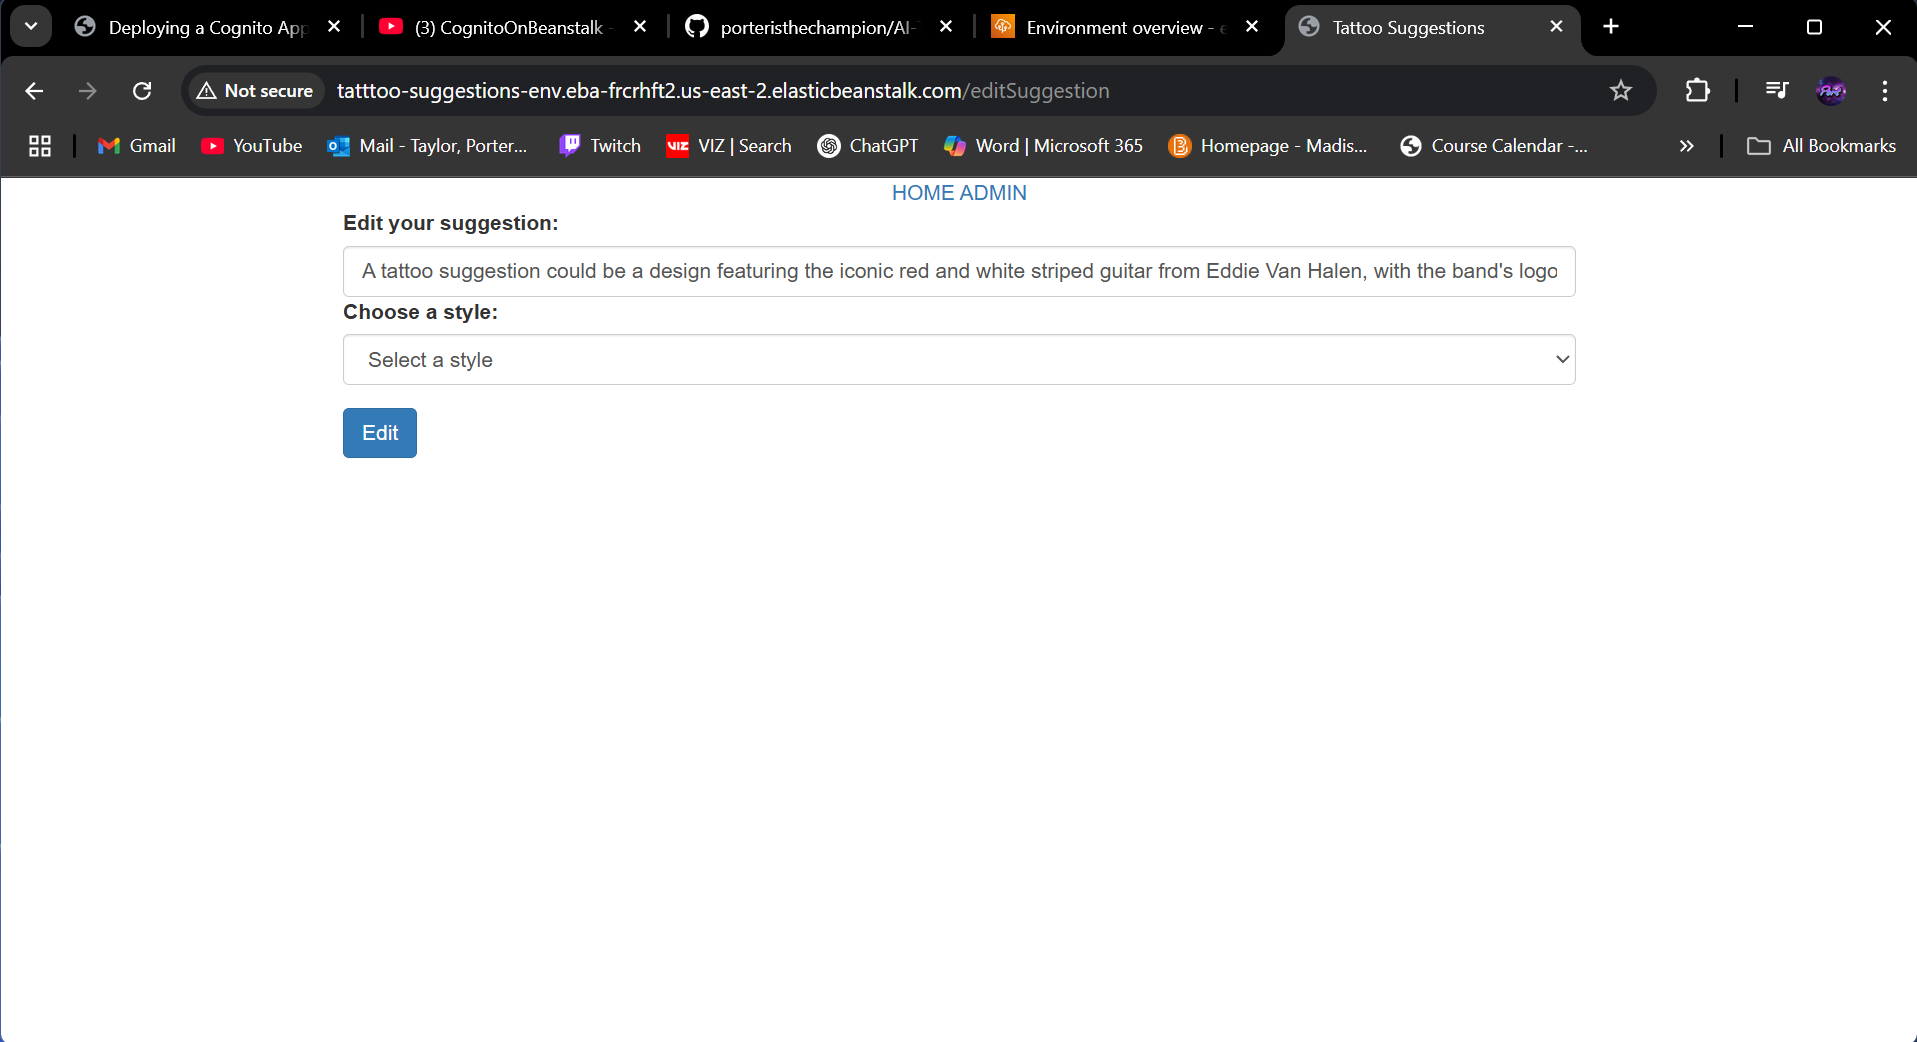 Deploying a Cognito App
(3) CognitoOnBeanstalk -
porteristhechampion/AI-
Environment overview - e
Tattoo Suggestions
Not secure
tatttoo-suggestions-env.eba-frcrhft2.us-east-2.elasticbeanstalk.com/editSuggestion
Gmail
YouTube
Mail - Taylor, Porter...
Twitch
VIZ
VIZ | Search
ChatGPT
Word | Microsoft 365
Homepage - Madis...
Course Calendar -...
All Bookmarks
HOME ADMIN
Edit your suggestion:
A tattoo suggestion could be a design featuring the iconic red and white striped guitar from Eddie Van Halen, with the band's logo
Choose a style:
Select a style
Edit